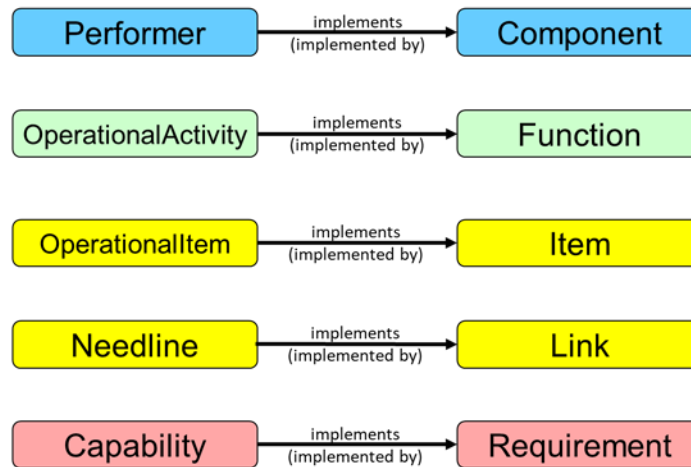 Performer
implements
(implemented by)
Component
OperationalActivity
implements
(implemented by)
Function
OperationalItem
implements
(implemented by)
Item
Needline
implements
(implemented by)
Link
Capability
implements
(implemented by)
Requirement